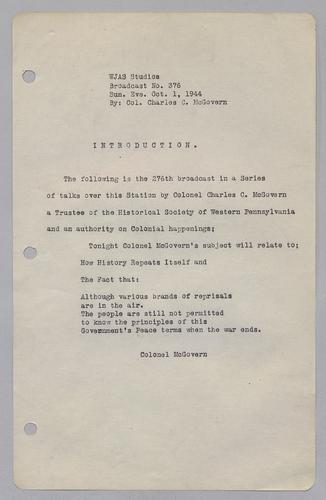 WJAS Studios
Broadcast No. 376
Sun. Eve. Oct. 1, 1944
By: Col. Charles C. McGovern
I N T R O D U C T I O N .
The following is the 276th broadcast in a Series
of talks over this Station by Colonel Charles C. McGovern
a Trustee of the Historical Society of Western Pennsylvania
and an authority on Colonial happenings;
Tonight Colonel McGovern's subject will relate to;
How History Repeats Itself and
The Fact that:
Although various brands of reprisals
are in the air.
The people are still not permitted
to know the principles of this
Government's Peace terms when the war ends.
Colonel McGovern